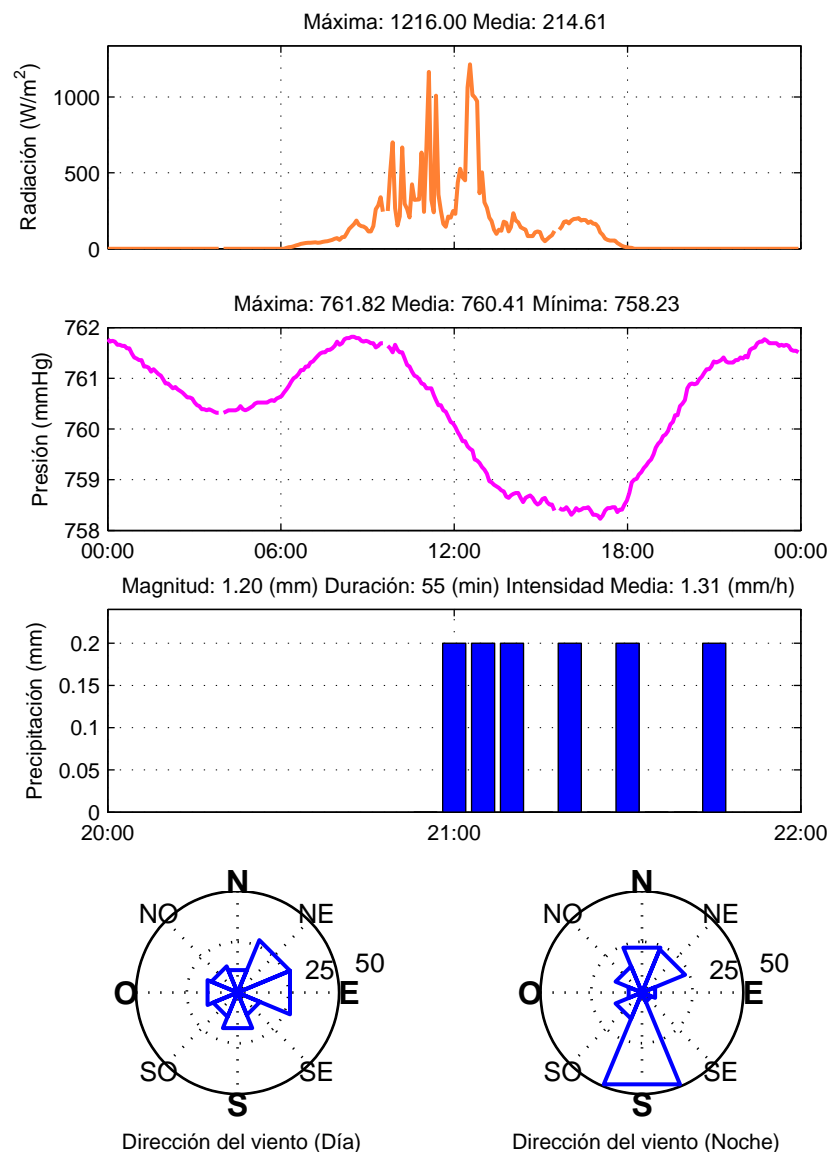 Máxima: 1216.00 Media: 214.61
Radiación (W/m²)
1000
500
0
Máxima: 761.82 Media: 760.41 Mínima: 758.23
Presión (mmHg)
762
761
760
759
758
00:00 06:00 12:00 18:00 00:00
Magnitud: 1.20 (mm) Duración: 55 (min) Intensidad Media: 1.31 (mm/h)
Precipitación (mm)
0.2
0.15
0.1
0.05
0
20:00 21:00 22:00
N
NO NE
25 50
O E
SO SE
S
Dirección del viento (Día)
N
NO NE
25 50
O E
SO SE
S
Dirección del viento (Noche)